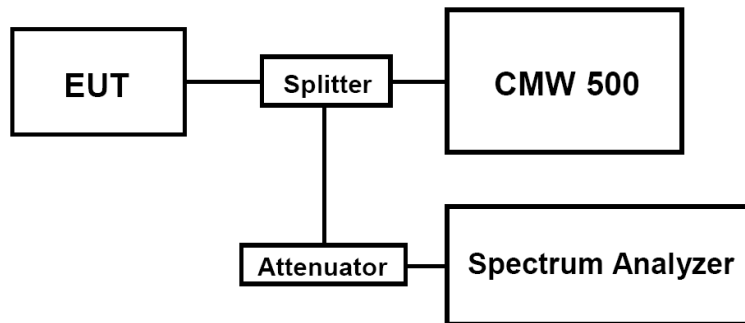 EUT
Splitter
CMW 500
Attenuator
Spectrum Analyzer